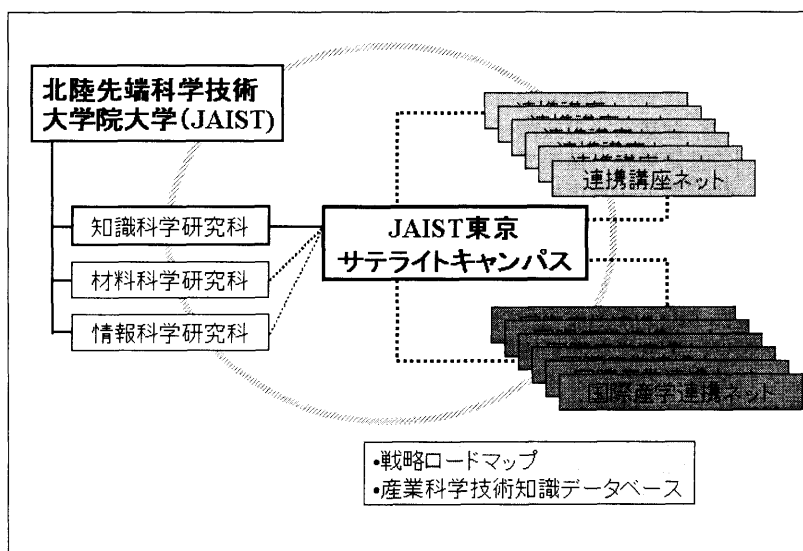 北陸先端科学技術
大学院大学(JAIST)
知識科学研究科
材料科学研究科
情報科学研究科
JAIST東京
サテライトキャンパス
連携講座ネット
国際産学連携ネット
•戦略ロードマップ
•産業科学技術知識データベース